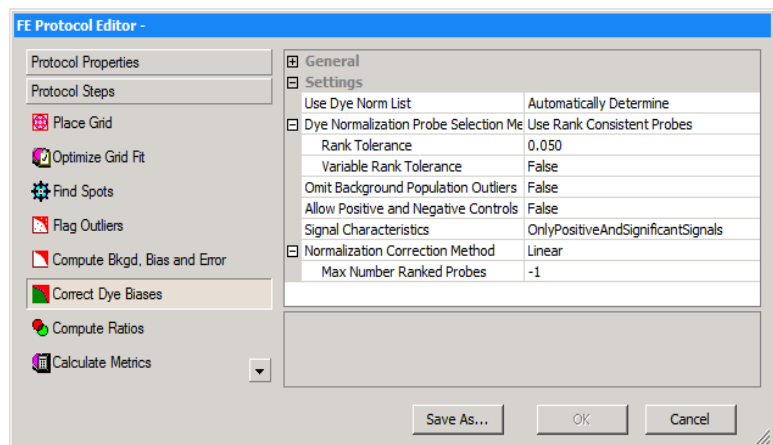 FE Protocol Editor -
Protocol Properties
Protocol Steps
Place Grid
Optimize Grid Fit
Find Spots
Flag Outliers
Compute Bkgd, Bias and Error
Correct Dye Biases
Compute Ratios
Calculate Metrics
General
Settings
Use Dye Norm List Automatically Determine
Dye Normalization Probe Selection Me Use Rank Consistent Probes
Rank Tolerance 0.050
Variable Rank Tolerance False
Omit Background Population Outliers False
Allow Positive and Negative Controls False
Signal Characteristics OnlyPositiveAndSignificantSignals
Normalization Correction Method Linear
Max Number Ranked Probes -1
Save As... OK Cancel